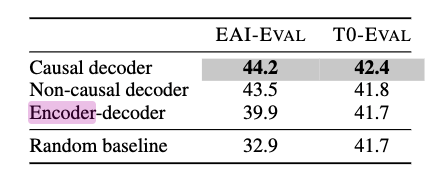 EAI-EVAL T0-EVAL
Causal decoder 44.2 42.4
Non-causal decoder 43.5 41.8
Encoder-decoder 39.9 41.7
Random baseline 32.9 41.7